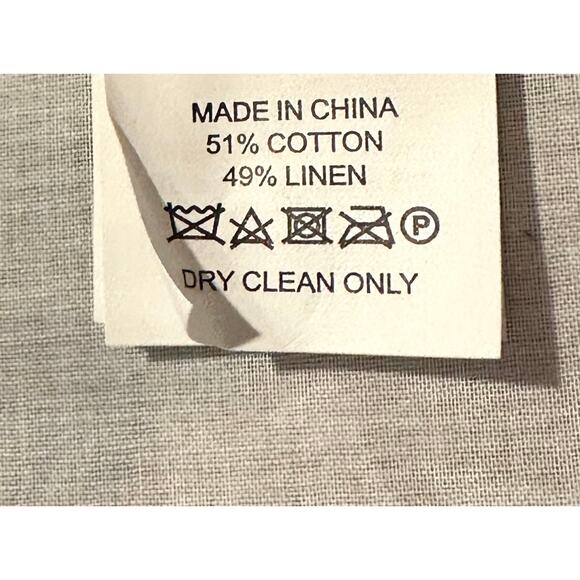 MADE IN CHINA
51% COTTON
49% LINEN
P
DRY CLEAN ONLY